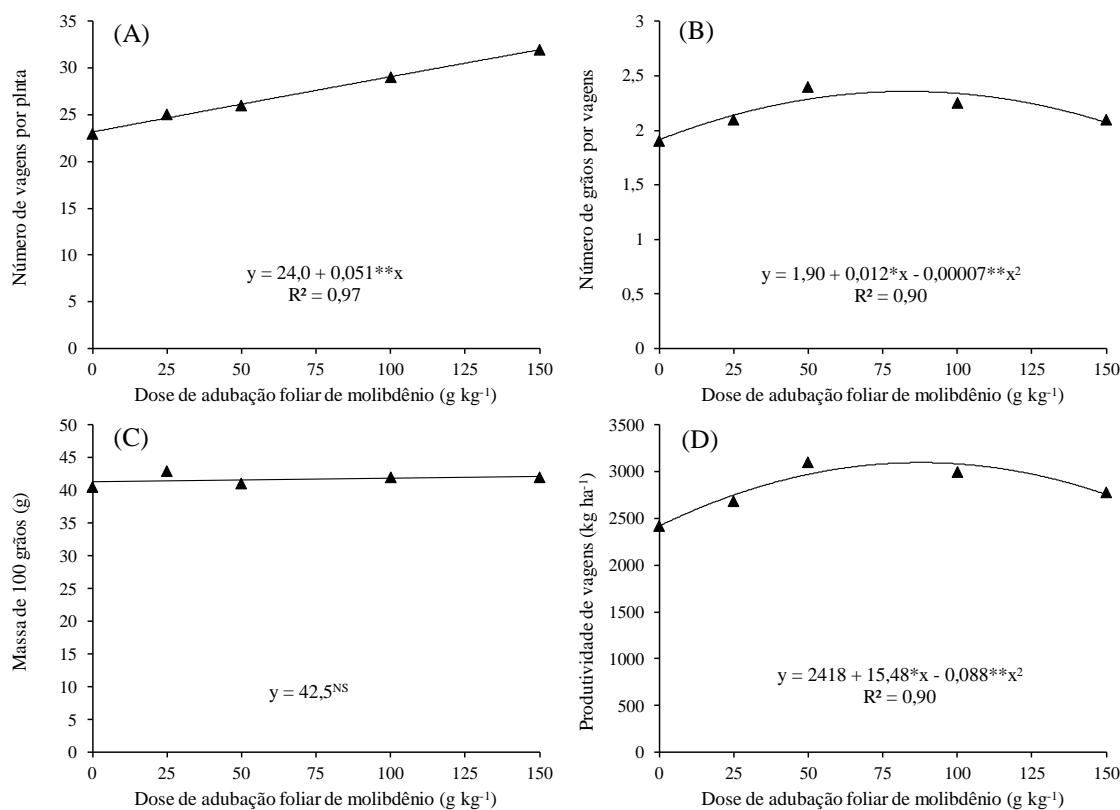 (A)
Número de vagens por plnta
35
30
25
20
15
10
5
0
y = 24,0 + 0,051**x
R² = 0,97
0 25 50 75 100 125 150
Dose de adubação foliar de molibdênio (g kg⁻¹)
(B)
Número de grãos por vagens
3
2,5
2
1,5
1
0,5
0
y = 1,90 + 0,012*x - 0,00007**x²
R² = 0,90
0 25 50 75 100 125 150
Dose de adubação foliar de molibdênio (g kg⁻¹)
(C)
Massa de 100 grãos (g)
50
45
40
35
30
25
20
15
10
5
0
y = 42,5ᴺˢ
0 25 50 75 100 125 150
Dose de adubação foliar de molibdênio (g kg⁻¹)
(D)
Produtividade de vagens (kg ha⁻¹)
3500
3000
2500
2000
1500
1000
500
0
y = 2418 + 15,48*x - 0,088**x²
R² = 0,90
0 25 50 75 100 125 150
Dose de adubação foliar de molibdênio (g kg⁻¹)